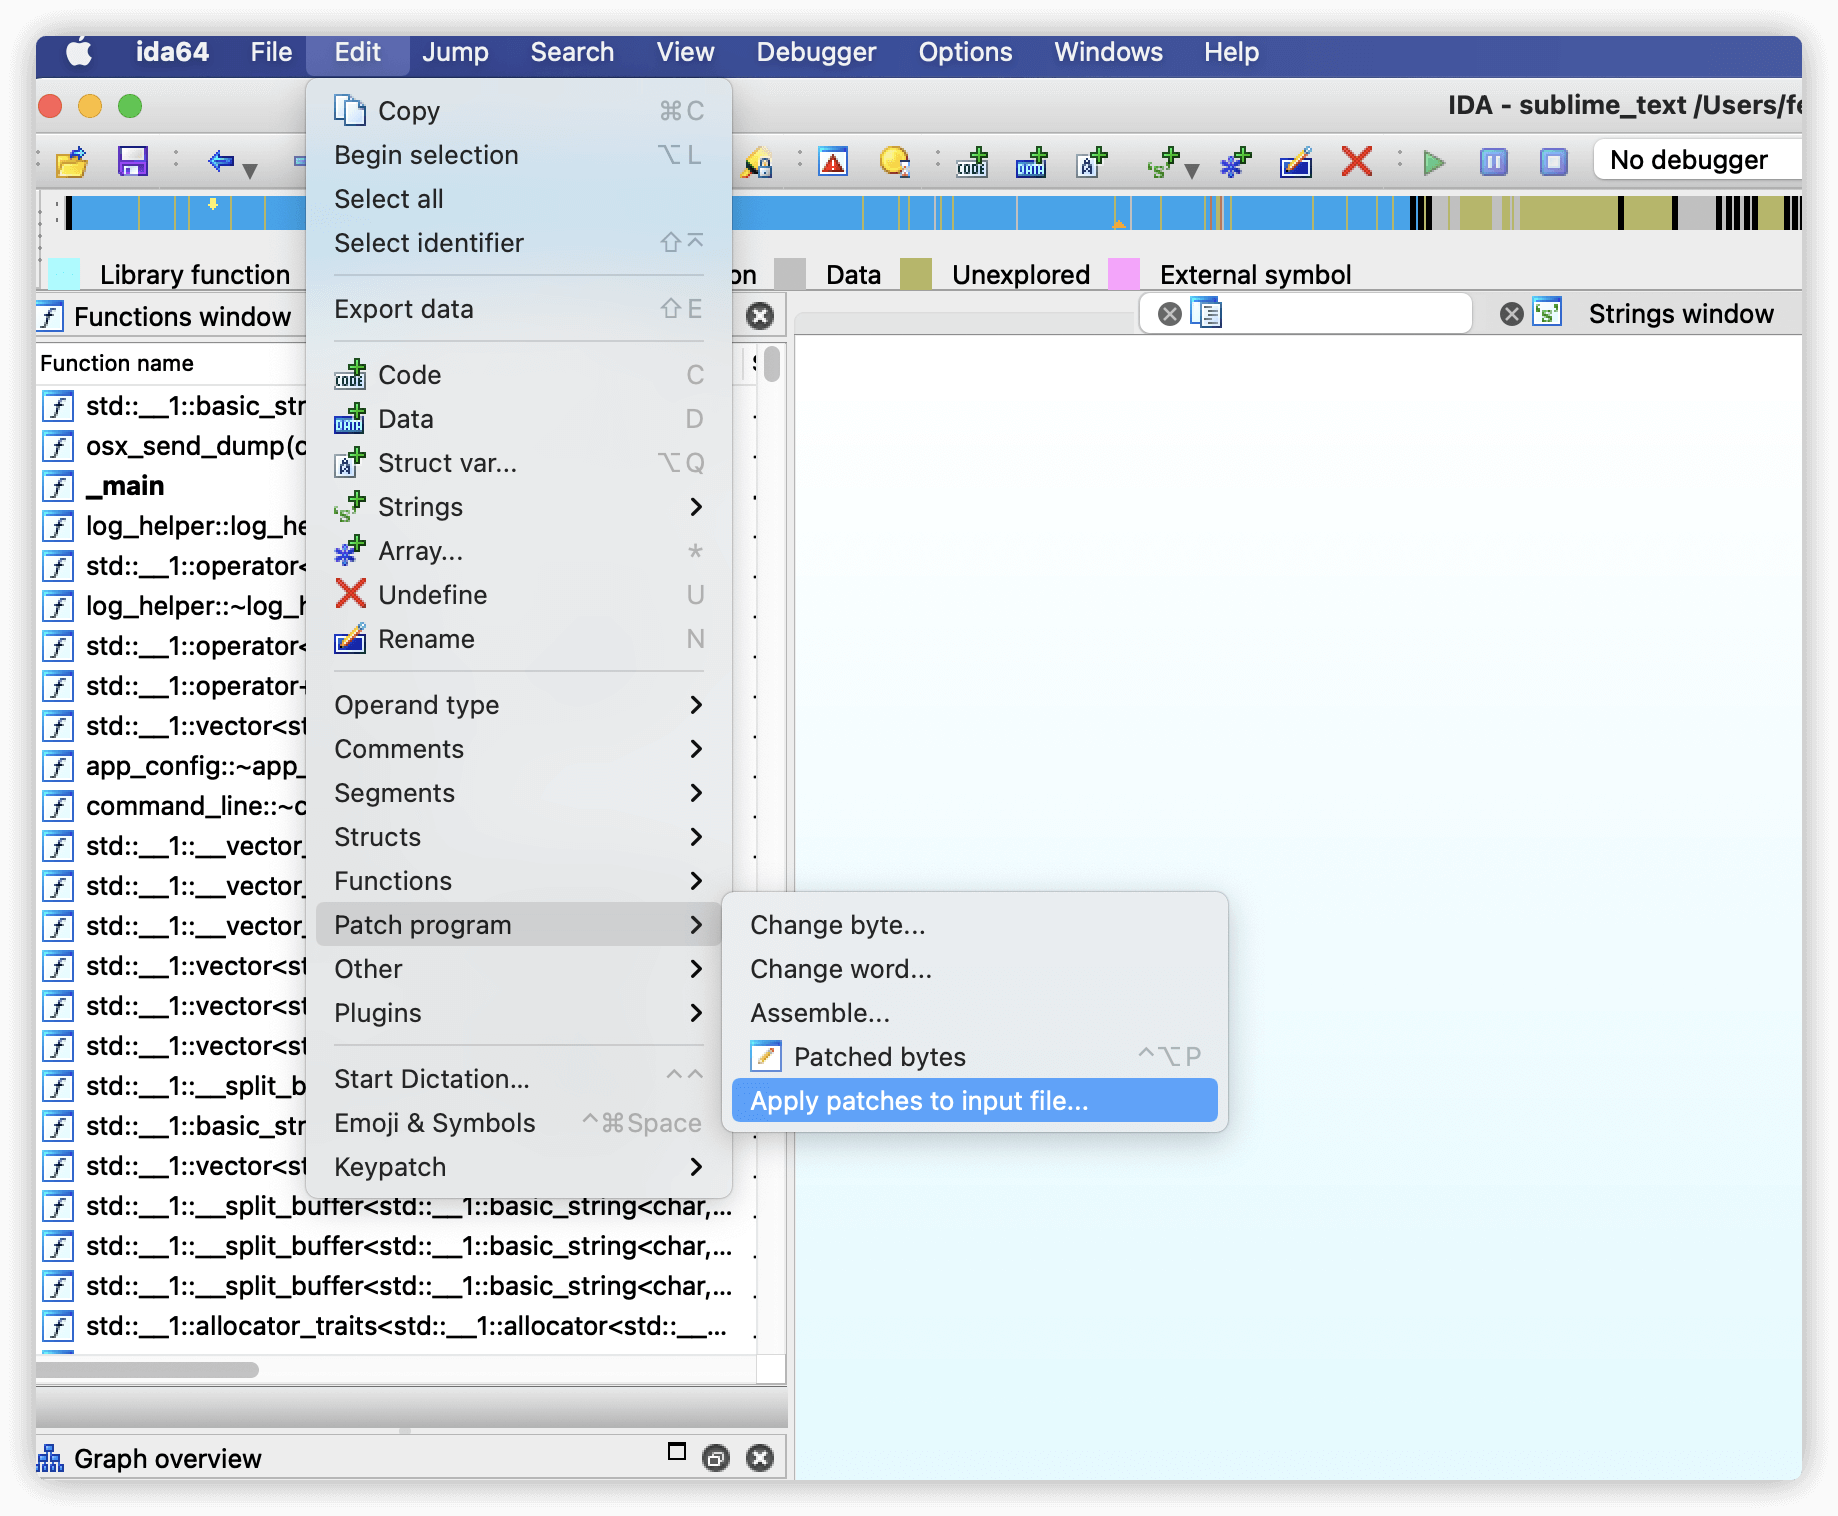 ida64 File Edit Jump Search View Debugger Options Windows Help
IDA - sublime_text /Users/fe
No debugger
Library function
on Data Unexplored External symbol
Functions window
Strings window
Function name
std::__1::basic_str
osx_send_dump(c
_main
log_helper::log_he
std::__1::operator<
log_helper::~log_h
std::__1::operator<
std::__1::operator+
std::__1::vector<st
app_config::~app_
command_line::~c
std::__1::__vector_
std::__1::__vector_
std::__1::__vector_
std::__1::vector<st
std::__1::vector<st
std::__1::vector<st
std::__1::__split_b
std::__1::basic_str
std::__1::vector<st
std::__1::__split_buffer<std::__1::basic_string<char,...
std::__1::__split_buffer<std::__1::basic_string<char,...
std::__1::__split_buffer<std::__1::basic_string<char,...
std::__1::allocator_traits<std::__1::allocator<std::__...
Graph overview
Copy ⌘C
Begin selection ⌥L
Select all
Select identifier ⇧⌤
Export data ⇧E
Code C
Data D
Struct var... ⌥Q
Strings
Array... *
Undefine U
Rename N
Operand type
Comments
Segments
Structs
Functions
Patch program
Other
Plugins
Start Dictation... ^^
Emoji & Symbols ^⌘Space
Keypatch
Change byte...
Change word...
Assemble...
Patched bytes ^⌥P
Apply patches to input file...